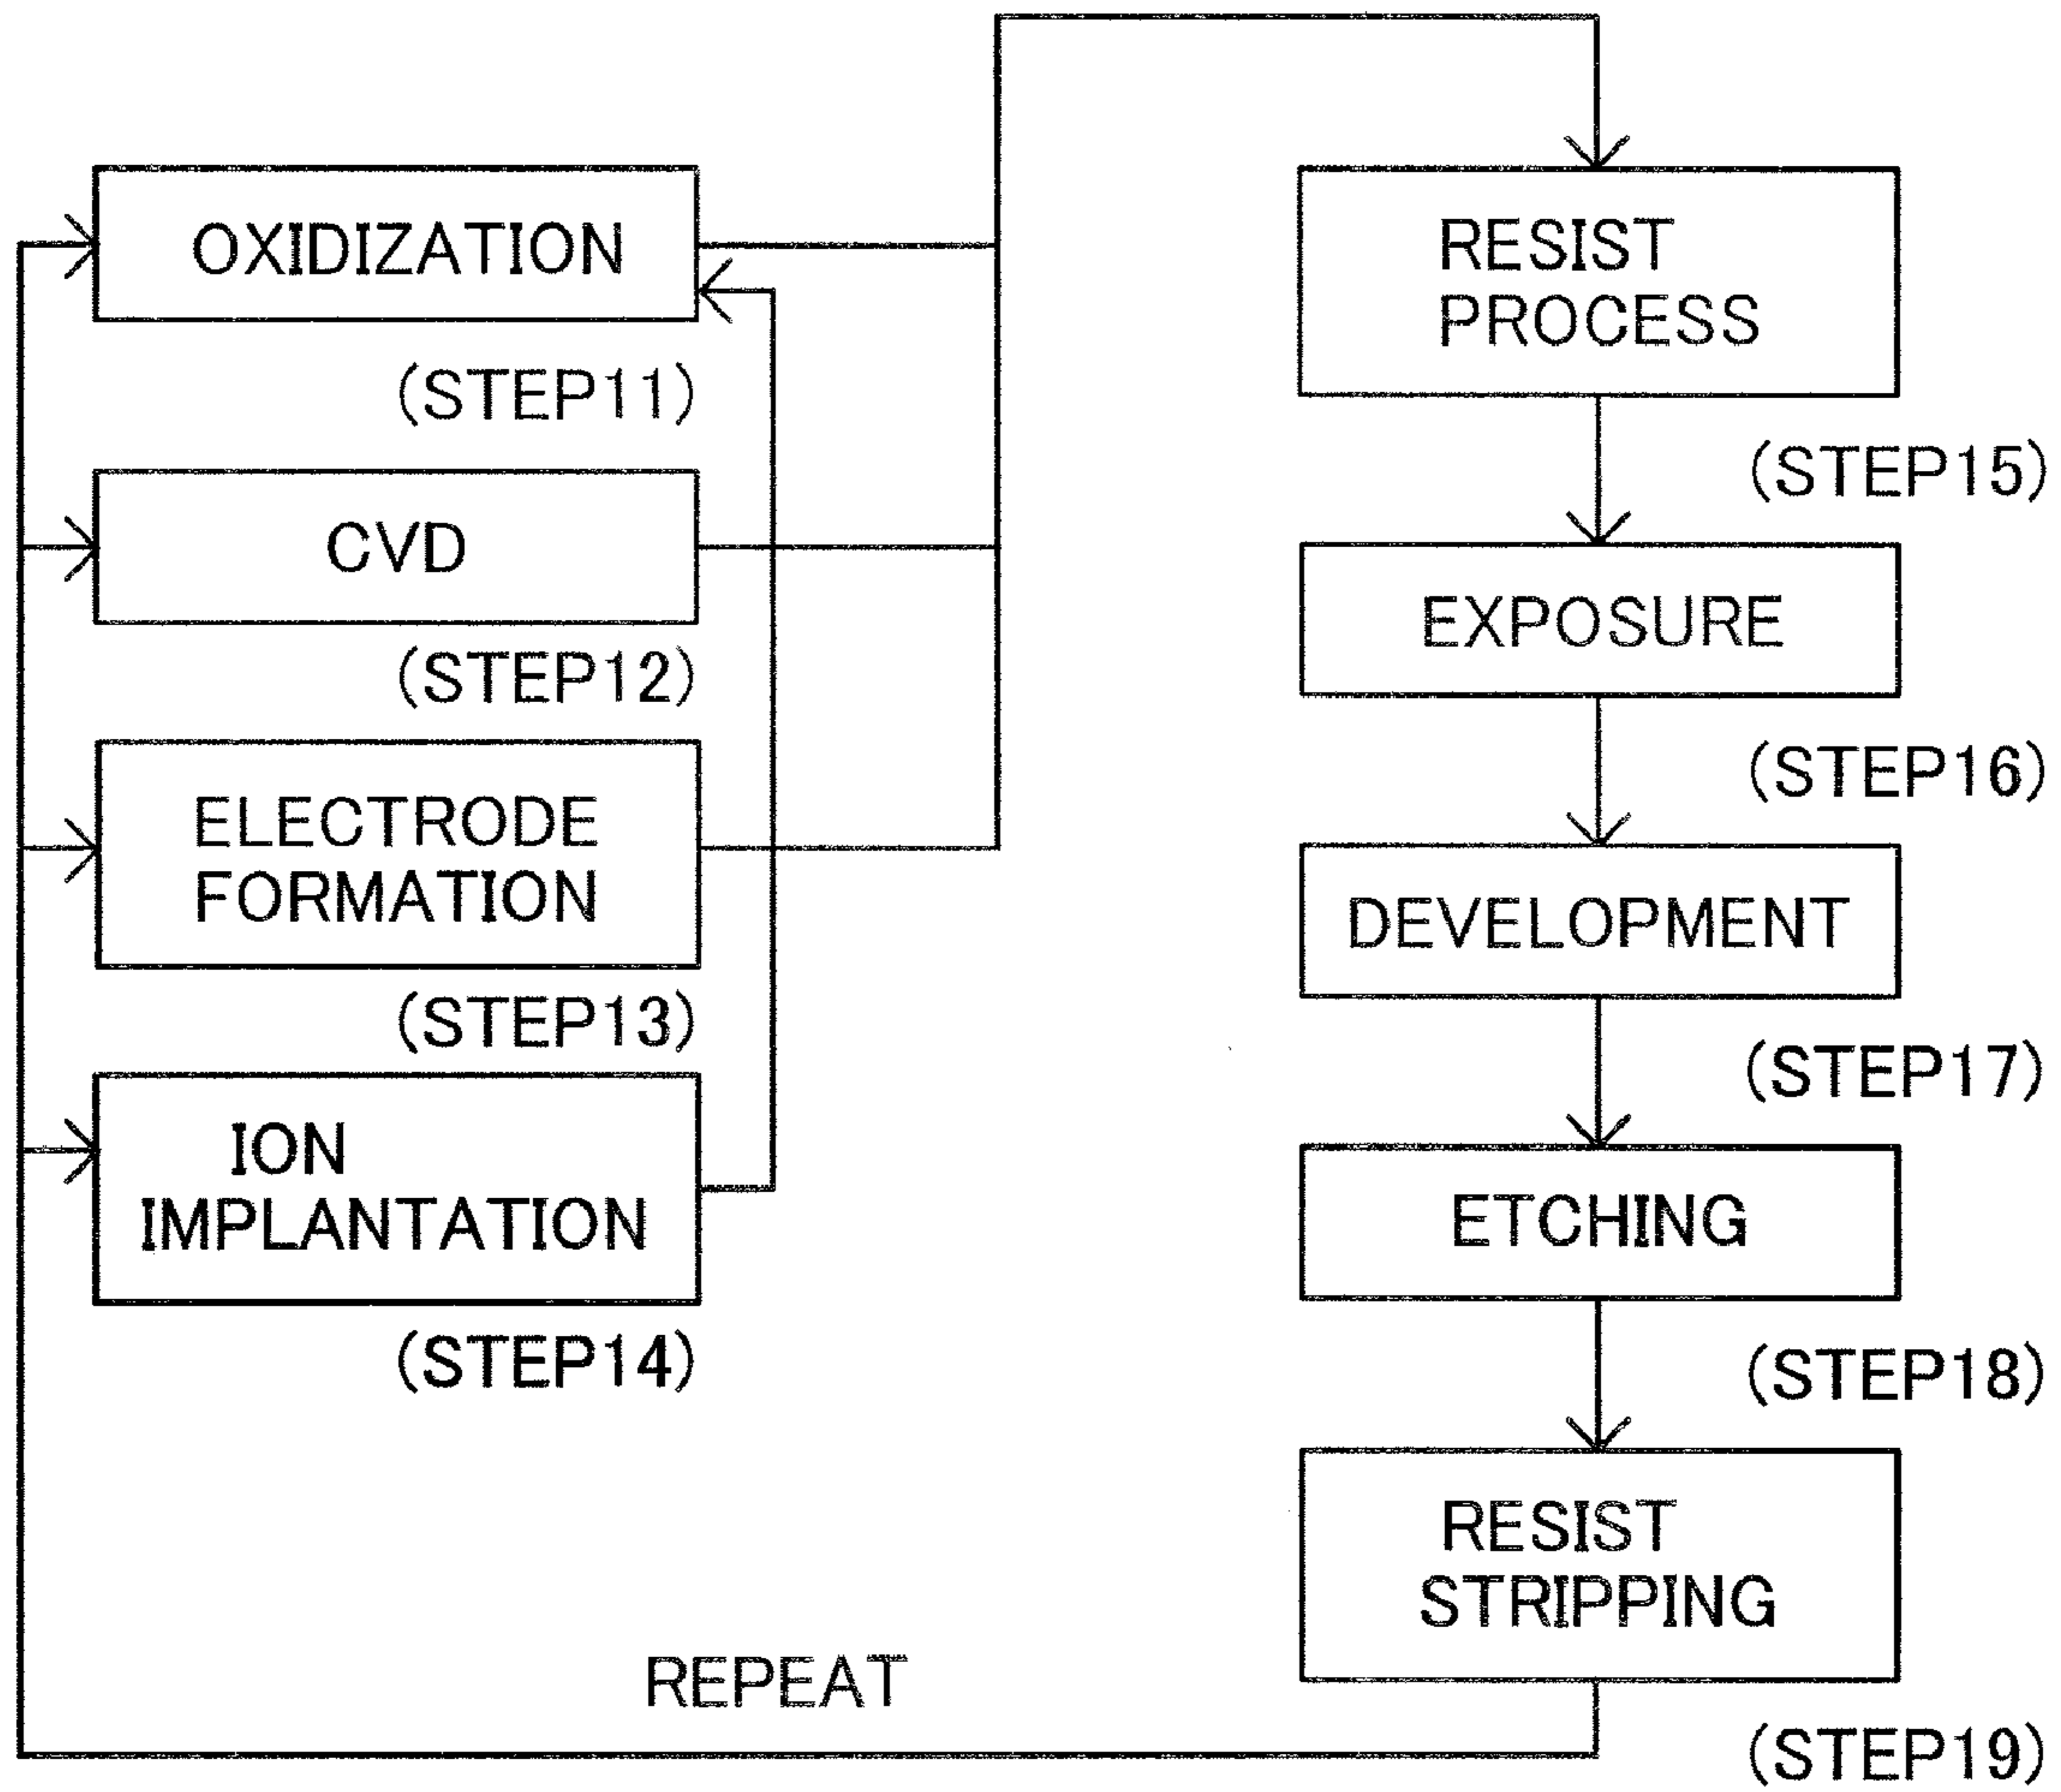 OXIDIZATION
(STEP11)
CVD
(STEP12)
ELECTRODE
FORMATION
(STEP13)
ION
IMPLANTATION
(STEP14)
RESIST
PROCESS
(STEP15)
EXPOSURE
(STEP16)
DEVELOPMENT
(STEP17)
ETCHING
(STEP18)
RESIST
STRIPPING
(STEP19)
REPEAT